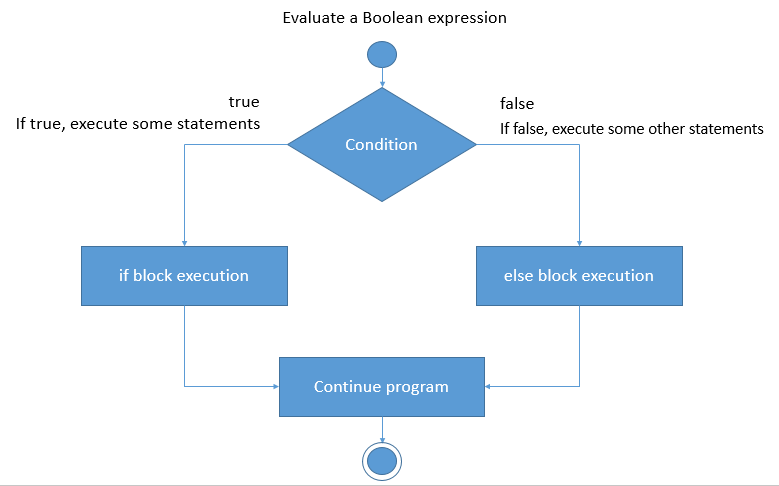 Evaluate a Boolean expression
true
If true, execute some statements
false
If false, execute some other statements
Condition
if block execution
else block execution
Continue program